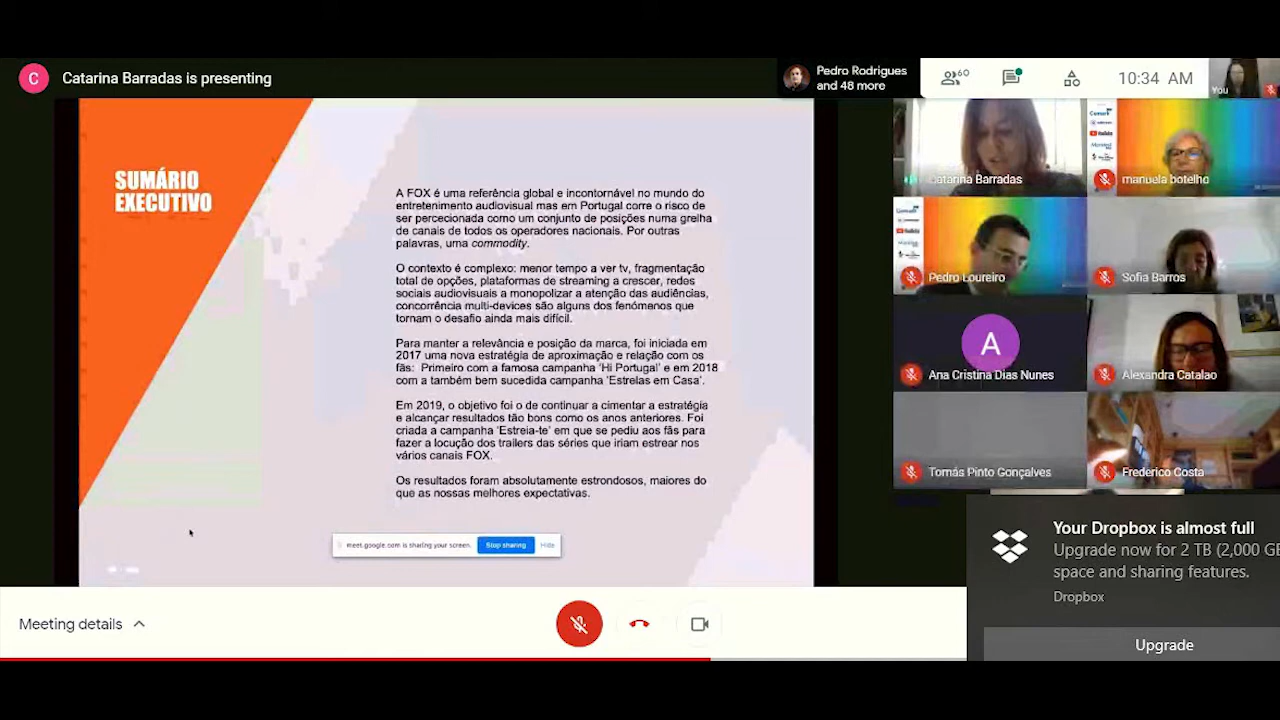 C
Catarina Barradas is presenting
Pedro Rodrigues
and 48 more
60
10:34 AM
You
SUMÁRIO
EXECUTIVO
A FOX é uma referência global e incontornável no mundo do
entretenimento audiovisual mas em Portugal corre o risco de
ser percecionada como um conjunto de posições numa grelha
de canais de todos os operadores nacionais. Por outras
palavras, uma commodity.
O contexto é complexo: menor tempo a ver tv, fragmentação
total de opções, plataformas de streaming a crescer, redes
sociais audiovisuais a monopolizar a atenção das audiências,
concorrência multi-devices são alguns dos fenómenos que
tornam o desafio ainda mais difícil.
Para manter a relevância e posição da marca, foi iniciada em
2017 uma nova estratégia de aproximação e relação com os
fãs: Primeiro com a famosa campanha ‘Hi Portugal’ e em 2018
com a também bem sucedida campanha ‘Estrelas em Casa’.
Em 2019, o objetivo foi o de continuar a cimentar a estratégia
e alcançar resultados tão bons como os anos anteriores. Foi
criada a campanha ‘Estreia-te’ em que se pediu aos fãs para
fazer a locução dos trailers das séries que iriam estrear nos
vários canais FOX.
Os resultados foram absolutamente estrondosos, maiores do
que as nossas melhores expectativas.
meet.google.com is sharing your screen.
Stop sharing
Hide
Catarina Barradas
manuela botelho
YouTube
Pedro Loureiro
Sofia Barros
A
Ana Cristina Dias Nunes
Alexandra Catalao
Tomás Pinto Gonçalves
Frederico Costa
Your Dropbox is almost full
Upgrade now for 2 TB (2,000 GB
space and sharing features.
Dropbox
Upgrade
Meeting details